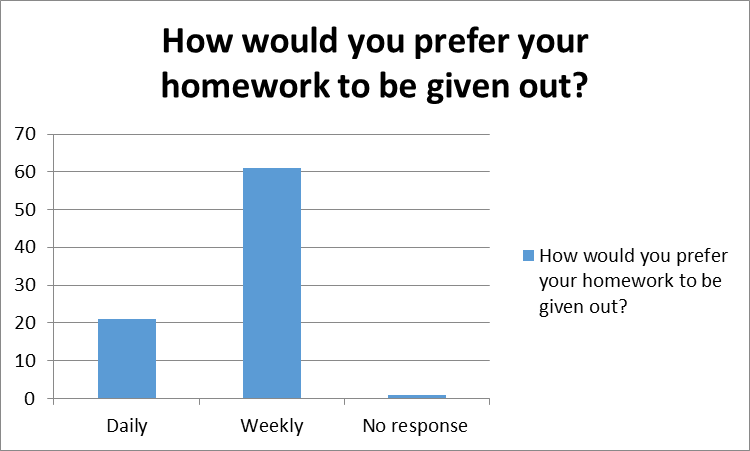 How would you prefer your
homework to be given out?
70
60
50
40
30
20
10
0
Daily Weekly No response
How would you prefer
your homework to be
given out?